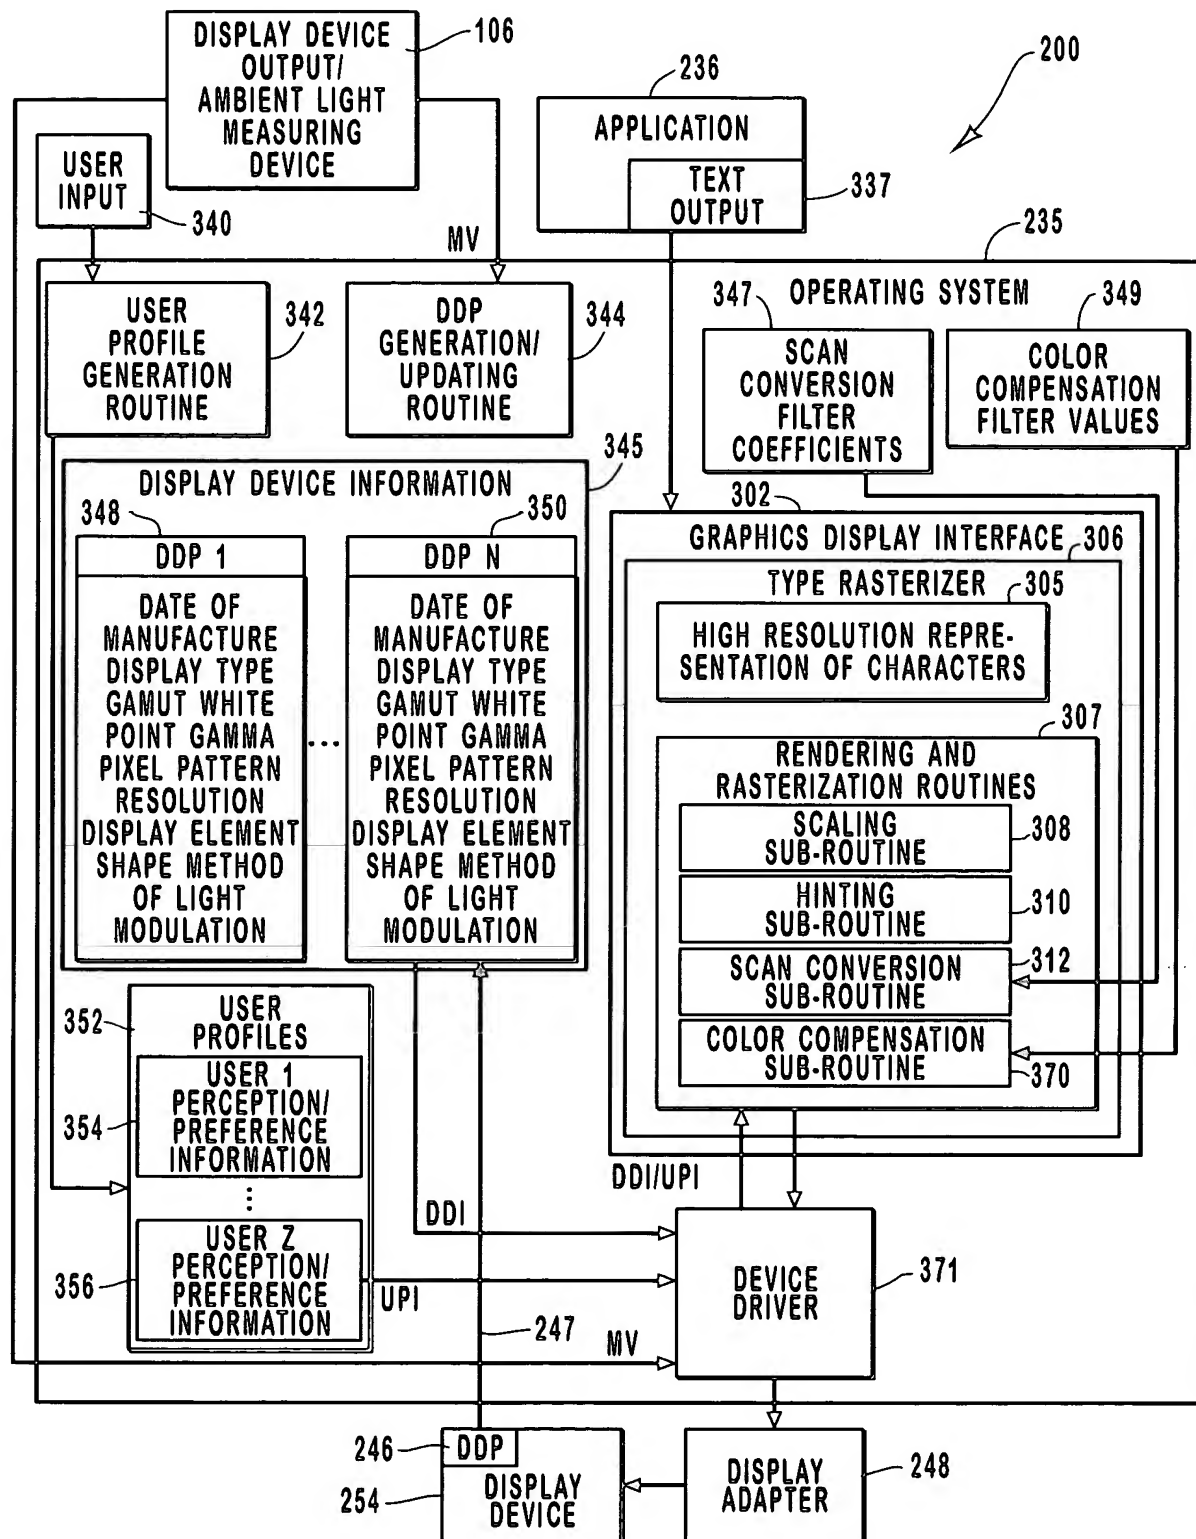 DISPLAY DEVICE
OUTPUT/
AMBIENT LIGHT
MEASURING
DEVICE
106
236
200
APPLICATION
TEXT
OUTPUT
337
USER
INPUT
340
MV
235
OPERATING SYSTEM
USER
PROFILE
GENERATION
ROUTINE
342
DDP
GENERATION/
UPDATING
ROUTINE
344
347
SCAN
CONVERSION
FILTER
COEFFICIENTS
349
COLOR
COMPENSATION
FILTER VALUES
345
DISPLAY DEVICE INFORMATION
348
DDP 1
DATE OF
MANUFACTURE
DISPLAY TYPE
GAMUT WHITE
POINT GAMMA
PIXEL PATTERN
RESOLUTION
DISPLAY ELEMENT
SHAPE METHOD
OF LIGHT
MODULATION
...
350
DDP N
DATE OF
MANUFACTURE
DISPLAY TYPE
GAMUT WHITE
POINT GAMMA
PIXEL PATTERN
RESOLUTION
DISPLAY ELEMENT
SHAPE METHOD
OF LIGHT
MODULATION
302
GRAPHICS DISPLAY INTERFACE
306
TYPE RASTERIZER
305
HIGH RESOLUTION REPRE-
SENTATION OF CHARACTERS
307
RENDERING AND
RASTERIZATION ROUTINES
SCALING
SUB-ROUTINE
308
HINTING
SUB-ROUTINE
310
SCAN CONVERSION
SUB-ROUTINE
312
COLOR COMPENSATION
SUB-ROUTINE
370
352
USER
PROFILES
354
USER 1
PERCEPTION/
PREFERENCE
INFORMATION
...
356
USER Z
PERCEPTION/
PREFERENCE
INFORMATION
DDI
UPI
247
MV
DDI/UPI
DEVICE
DRIVER
371
246
DDP
254
DISPLAY
DEVICE
DISPLAY
ADAPTER
248